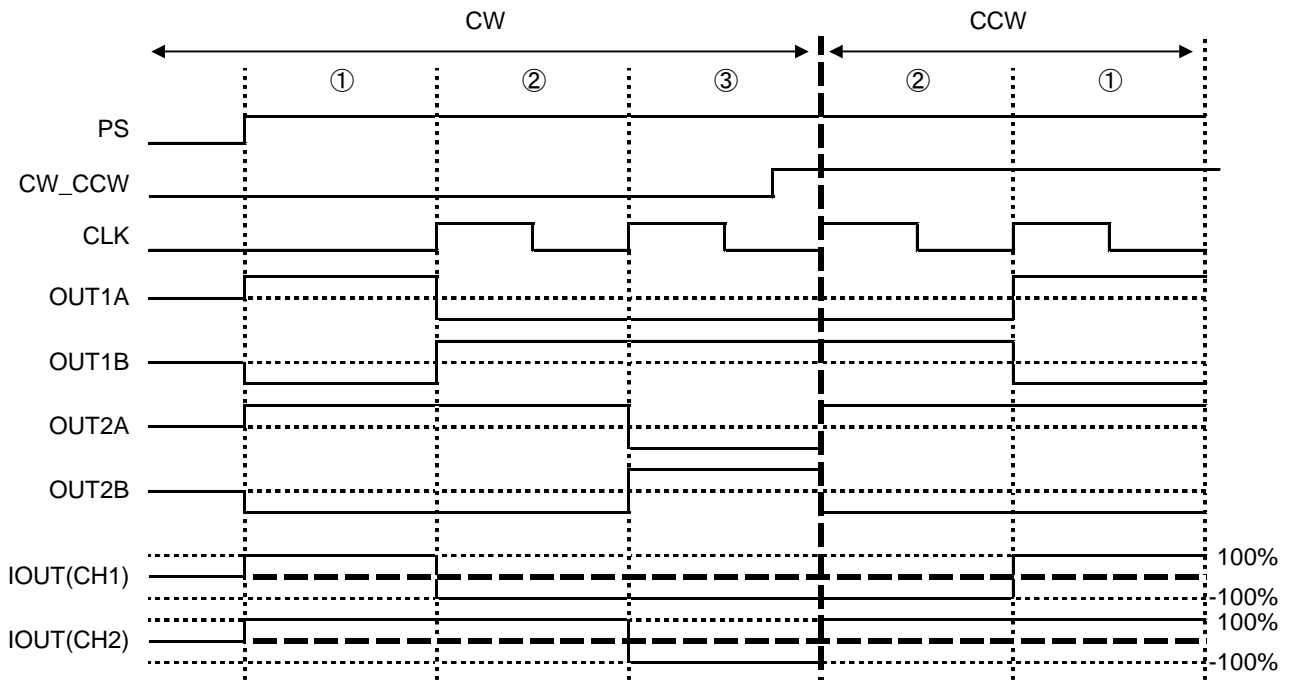 CW CCW
① ② ③ ② ①
PS
CW_CCW
CLK
OUT1A
OUT1B
OUT2A
OUT2B
IOUT(CH1) 100%
-100%
IOUT(CH2) 100%
-100%